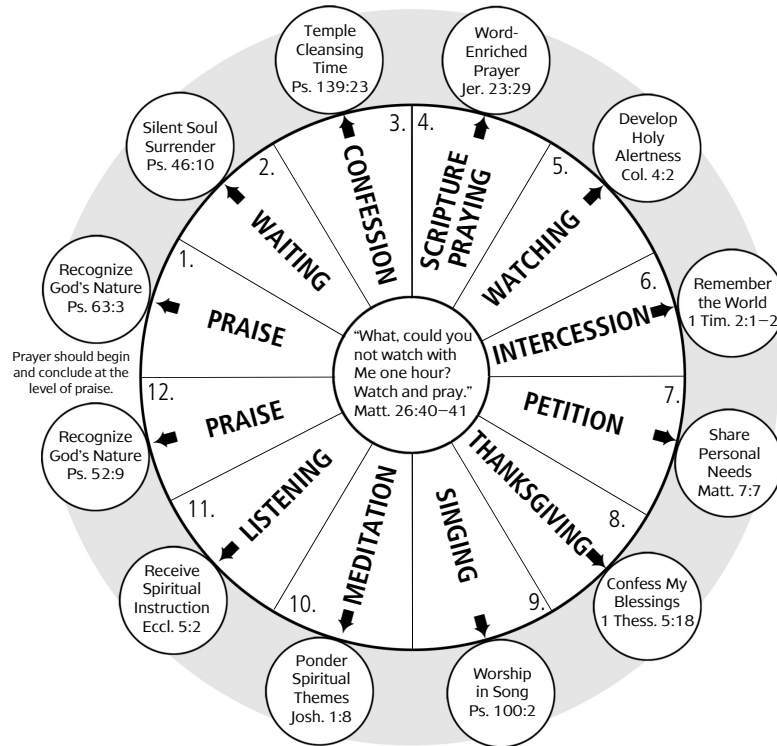 "What, could you
not watch with
Me one hour?
Watch and pray."
Matt. 26:40–41
1.
PRAISE
Recognize
God's Nature
Ps. 63:3
2.
WAITING
Silent Soul
Surrender
Ps. 46:10
3.
CONFESSION
Temple
Cleansing
Time
Ps. 139:23
4.
SCRIPTURE
PRAYING
Word-
Enriched
Prayer
Jer. 23:29
5.
WATCHING
Develop
Holy
Alertness
Col. 4:2
6.
INTERCESSION
Remember
the World
1 Tim. 2:1–2
7.
PETITION
Share
Personal
Needs
Matt. 7:7
8.
THANKSGIVING
Confess My
Blessings
1 Thess. 5:18
9.
SINGING
Worship
in Song
Ps. 100:2
10.
MEDITATION
Ponder
Spiritual
Themes
Josh. 1:8
11.
LISTENING
Receive
Spiritual
Instruction
Eccl. 5:2
12.
PRAISE
Recognize
God's Nature
Ps. 52:9
Prayer should begin
and conclude at the
level of praise.